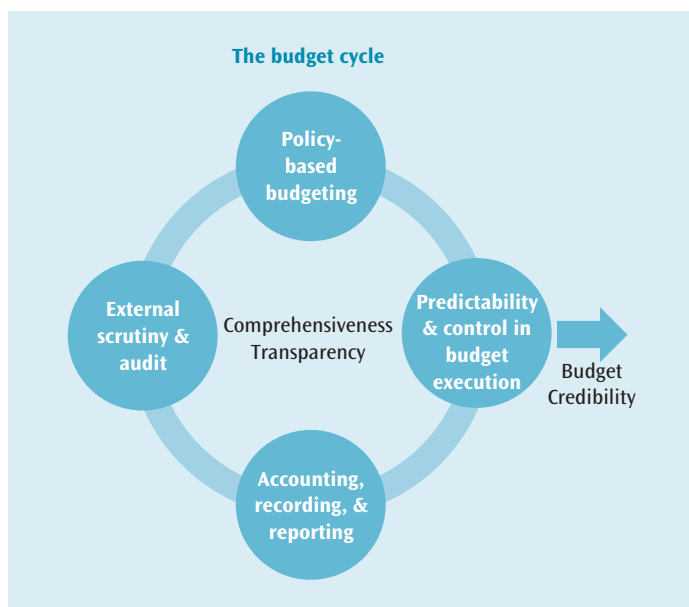 The budget cycle
Policy-
based
budgeting
External
scrutiny &
audit
Comprehensiveness
Transparency
Predictability
& control in
budget
execution
Budget
Credibility
Accounting,
recording, &
reporting